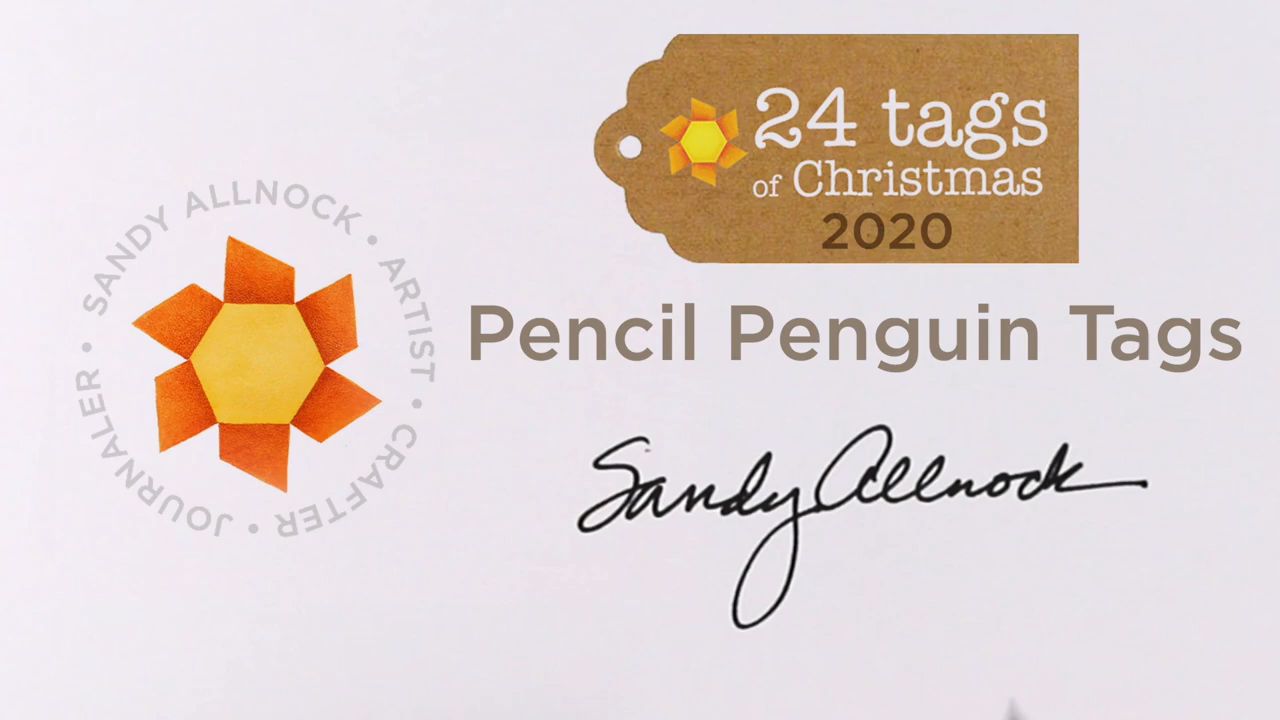 SANDY ALLNOCK • ARTIST • CRAFTER • JOURNALER •
24 tags
of Christmas
2020
Pencil Penguin Tags
Sandy Allnock